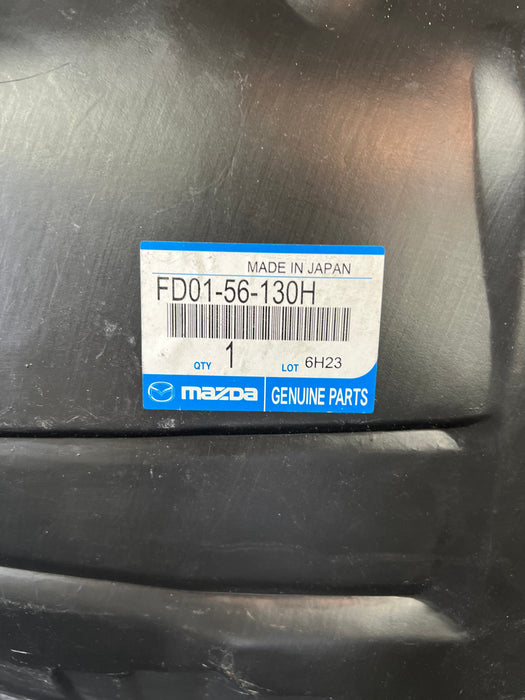 MADE IN JAPAN
FD01-56-130H
QTY 1 LOT 6H23
mazda GENUINE PARTS